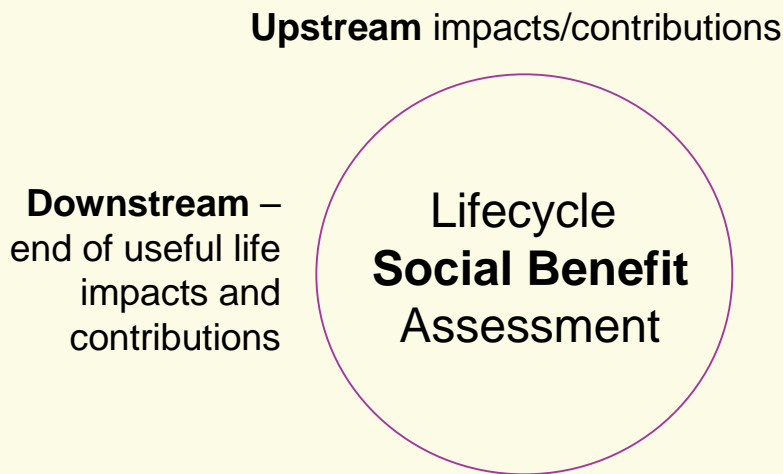 Upstream impacts/contributions
Downstream –
end of useful life
impacts and
contributions
Lifecycle
Social Benefit
Assessment